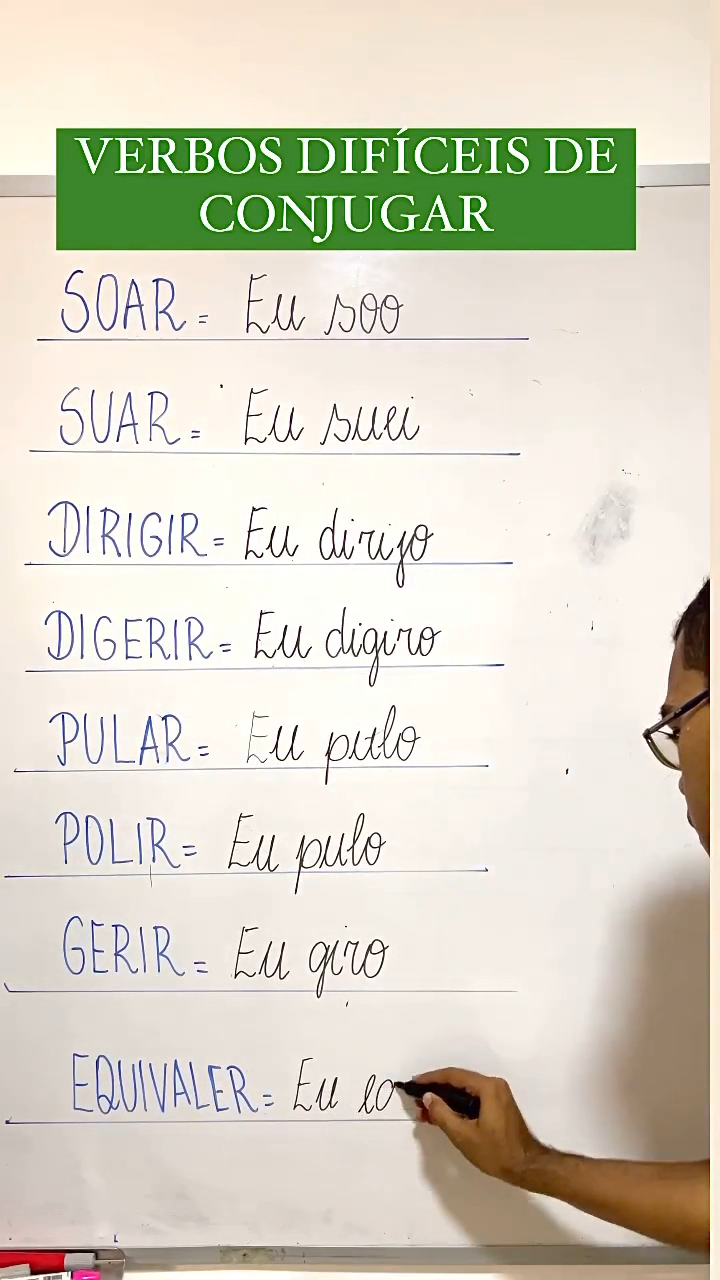 VERBOS DIFÍCEIS DE
CONJUGAR
SOAR = Eu soo
SUAR = Eu suei
DIRIGIR = Eu dirijo
DIGERIR = Eu digiro
PULAR = Eu pulo
POLIR = Eu pulo
GERIR = Eu giro
EQUIVALER = Eu